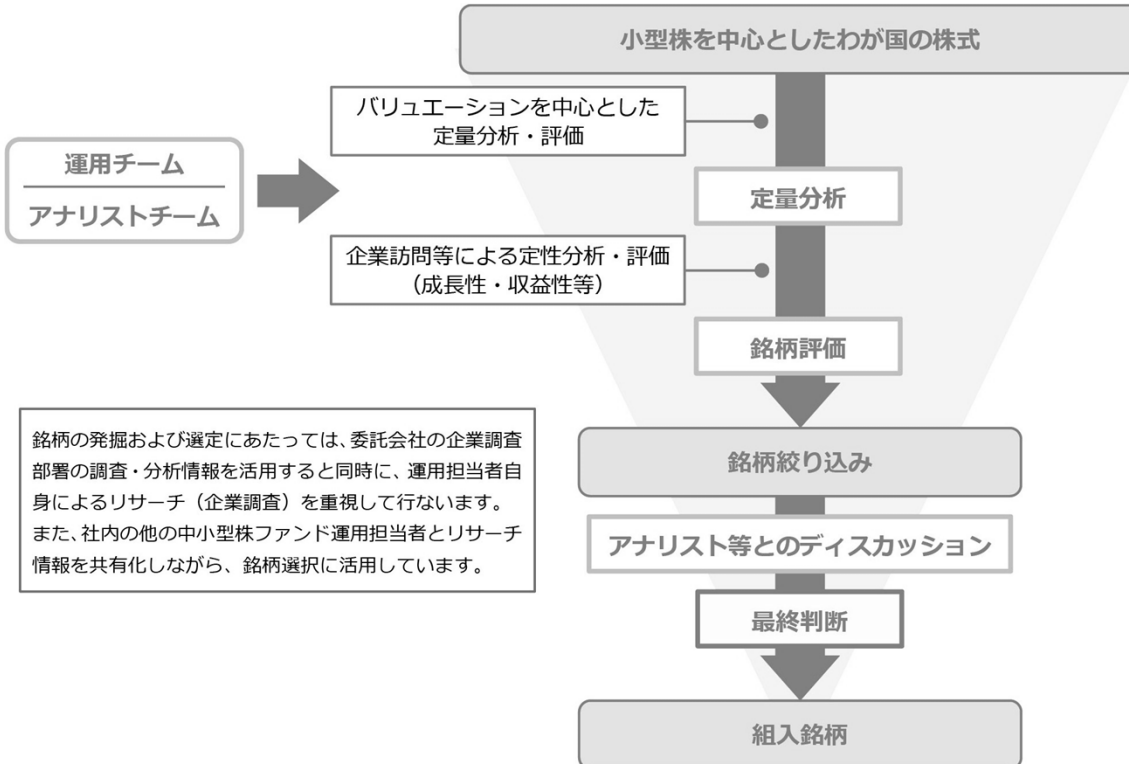 小型株を中心としたわが国の株式
バリュエーションを中心とした
定量分析・評価
運用チーム
アナリストチーム
定量分析
企業訪問等による定性分析・評価
(成長性・収益性等)
銘柄評価
銘柄の発掘および選定にあたっては、委託会社の企業調査
部署の調査・分析情報を活用すると同時に、運用担当者自
身によるリサーチ(企業調査)を重視して行ないます。
また、社内の他の中小型株ファンド運用担当者とリサーチ
情報を共有化しながら、銘柄選択に活用しています。
銘柄絞り込み
アナリスト等とのディスカッション
最終判断
組入銘柄